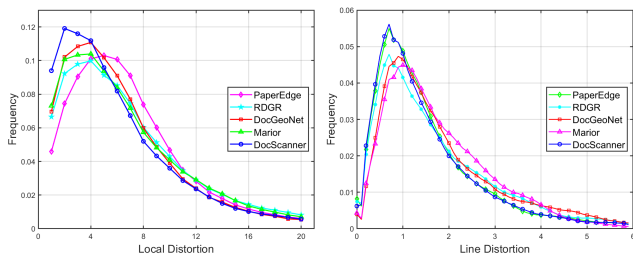 0.12
0.1
0.08
0.06
0.04
0.02
0
Frequency
0 4 8 12 16 20
Local Distortion
PaperEdge
RDGR
DocGeoNet
Marior
DocScanner
0.06
0.05
0.04
0.03
0.02
0.01
0
Frequency
0 1 2 3 4 5 6
Line Distortion
PaperEdge
RDGR
DocGeoNet
Marior
DocScanner